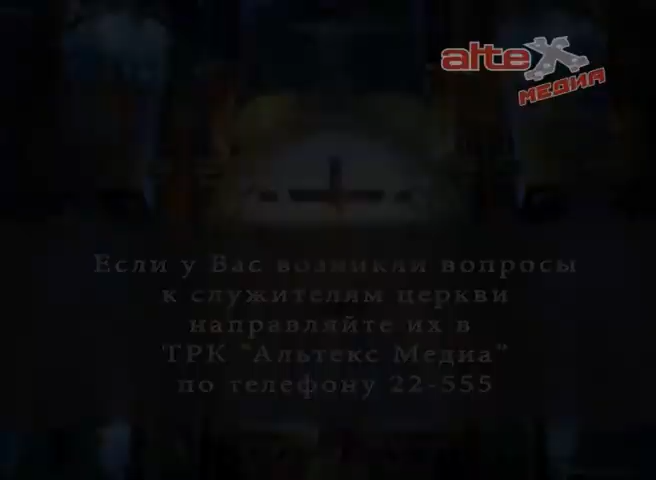 alteX
МЕДИА
Если у Вас возникли вопросы
к служителям церкви
направляйте их в
ТРК "Альтекс Медиа"
по телефону 22-555